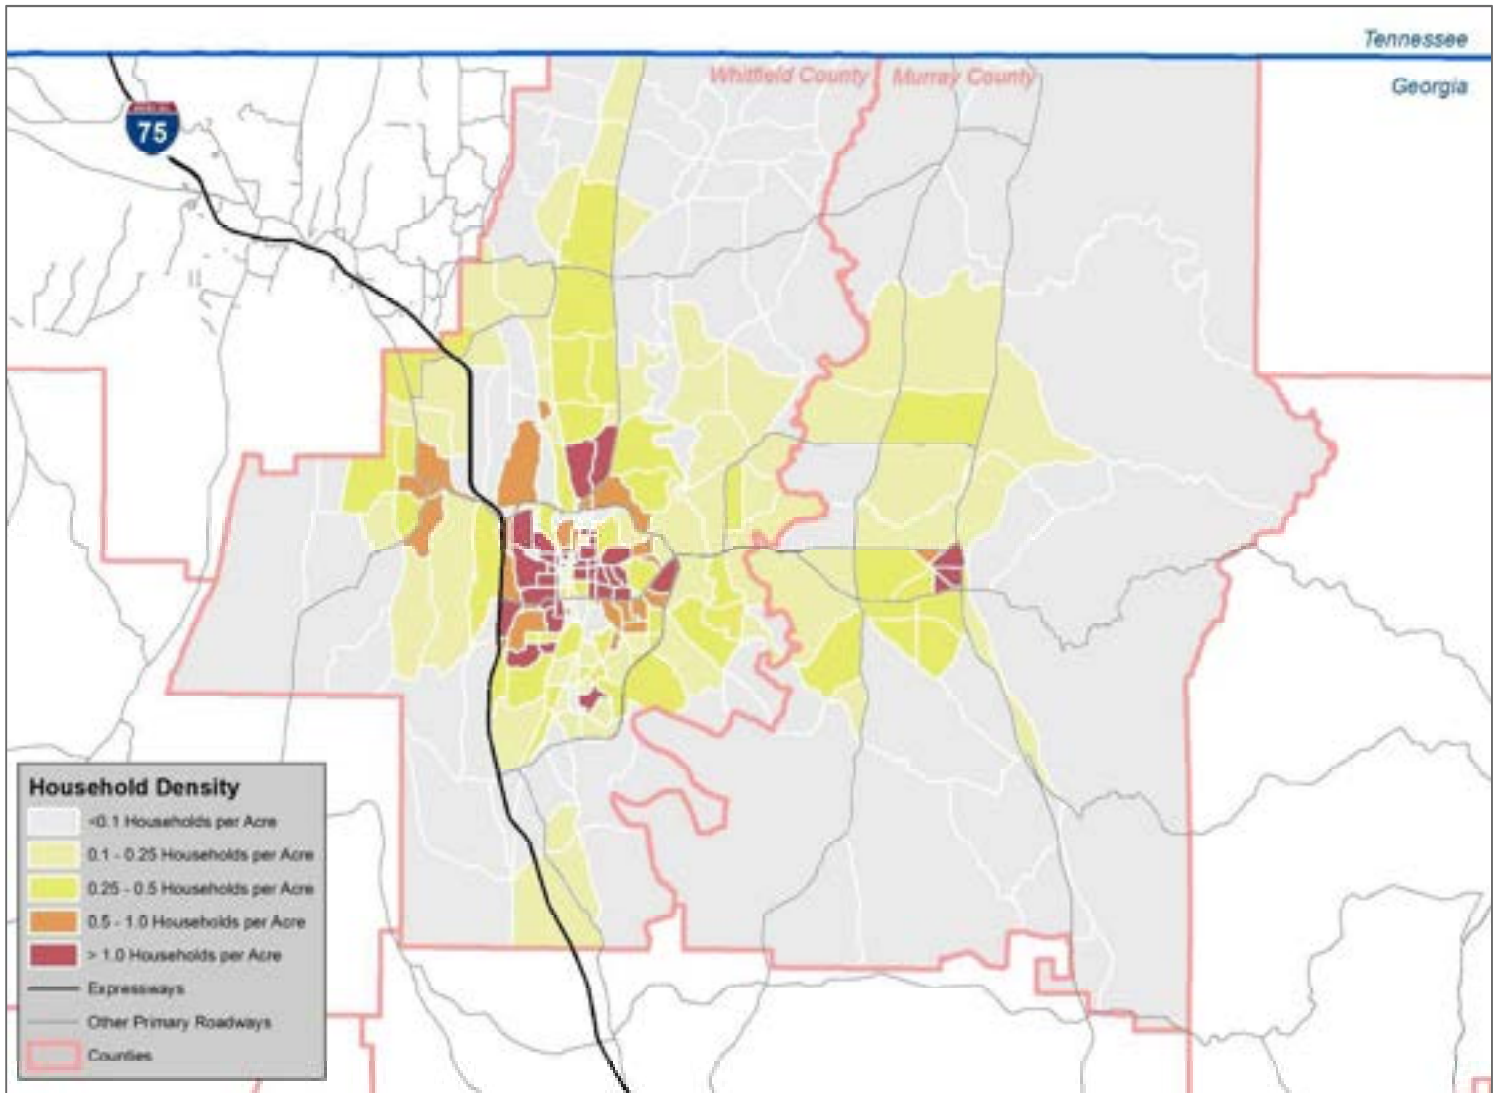 Tennessee
Whitfield County
Murray County
Georgia
75
Household Density
<0.1 Households per Acre
0.1 - 0.25 Households per Acre
0.25 - 0.5 Households per Acre
0.5 - 1.0 Households per Acre
> 1.0 Households per Acre
Expressways
Other Primary Roadways
Counties